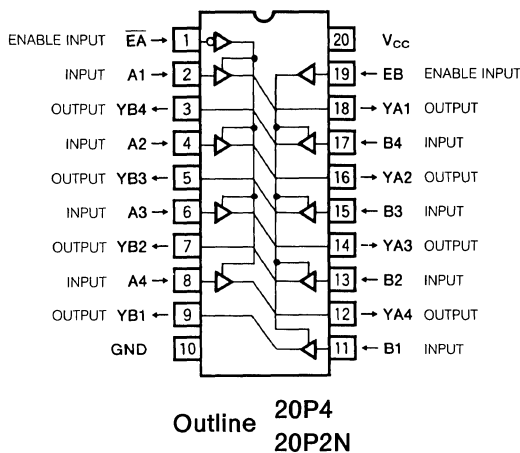 ENABLE INPUT E̅A̅ → 1 20 VCC
INPUT A1 → 2 19 ← EB ENABLE INPUT
OUTPUT YB4 ← 3 18 → YA1 OUTPUT
INPUT A2 → 4 17 ← B4 INPUT
OUTPUT YB3 ← 5 16 → YA2 OUTPUT
INPUT A3 → 6 15 ← B3 INPUT
OUTPUT YB2 ← 7 14 → YA3 OUTPUT
INPUT A4 → 8 13 ← B2 INPUT
OUTPUT YB1 ← 9 12 → YA4 OUTPUT
GND 10 11 ← B1 INPUT
Outline 20P4
20P2N